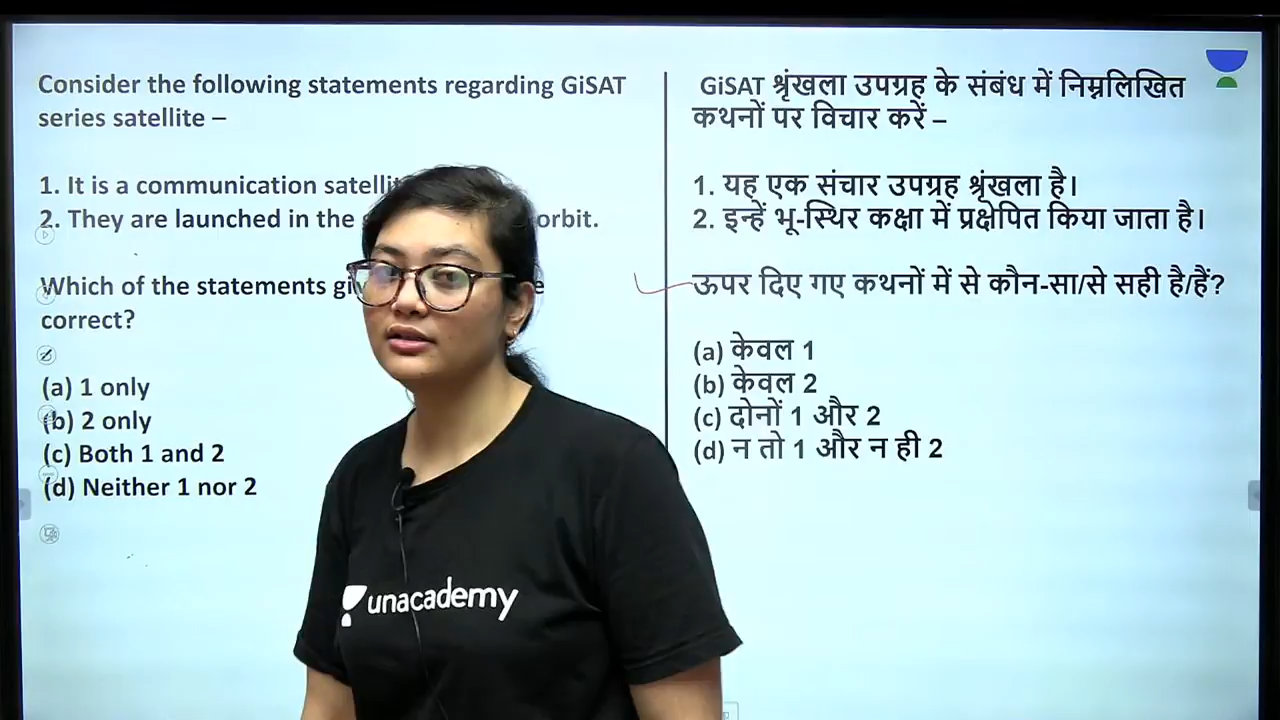 Consider the following statements regarding GiSAT
series satellite –
1. It is a communication
2. They are launched in the orbit.
Which of the statements
correct?
(a) 1 only
(b) 2 only
(c) Both 1 and 2
(d) Neither 1 nor 2
GiSAT श्रृंखला उपग्रह के संबंध में निम्नलिखित
कथनों पर विचार करें –
1. यह एक संचार उपग्रह श्रृंखला है।
2. इन्हें भू-स्थिर कक्षा में प्रक्षेपित किया जाता है।
ऊपर दिए गए कथनों में से कौन-सा/से सही है/हैं?
(a) केवल 1
(b) केवल 2
(c) दोनों 1 और 2
(d) न तो 1 और न ही 2
unacademy